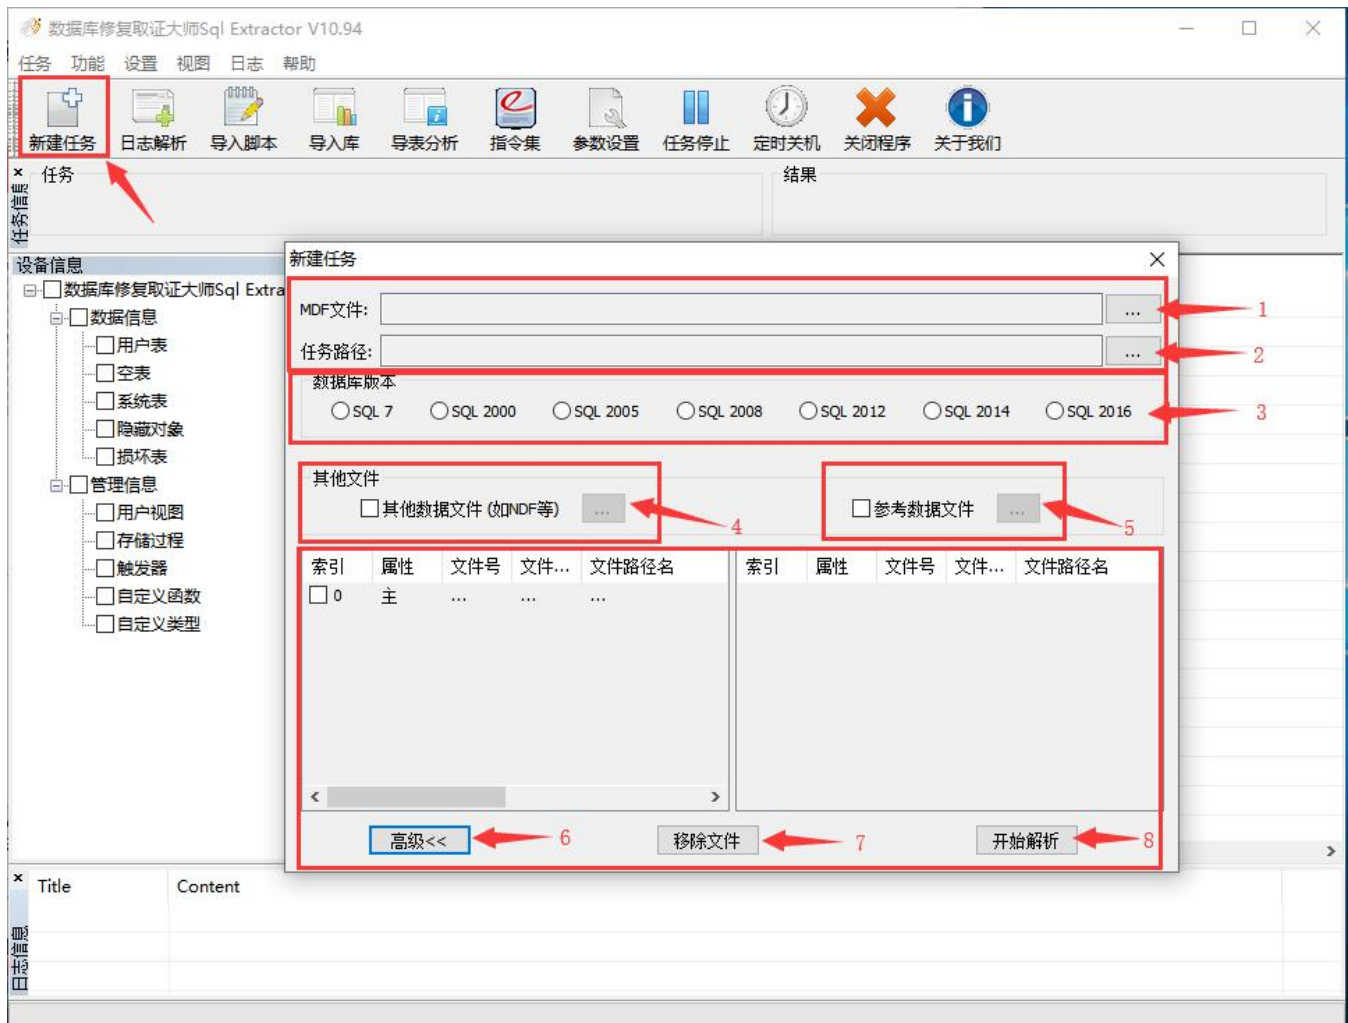 数据库修复取证大师Sql Extractor V10.94
任务 功能 设置 视图 日志 帮助
新建任务 日志解析 导入脚本 导入库 导表分析 指令集 参数设置 任务停止 定时关机 关闭程序 关于我们
任务信息
任务
结果
设备信息
数据库修复取证大师Sql Extra
数据信息
用户表
空表
系统表
隐藏对象
损坏表
管理信息
用户视图
存储过程
触发器
自定义函数
自定义类型
新建任务
MDF文件: ... 1
任务路径: ... 2
数据库版本
SQL 7 SQL 2000 SQL 2005 SQL 2008 SQL 2012 SQL 2014 SQL 2016 3
其他文件
其他数据文件 (如NDF等) ... 4
参考数据文件 ... 5
索引 属性 文件号 文件... 文件路径名
0 主 ... ... ...
索引 属性 文件号 文件... 文件路径名
高级<< 6 移除文件 7 开始解析 8
Title Content
日志信息